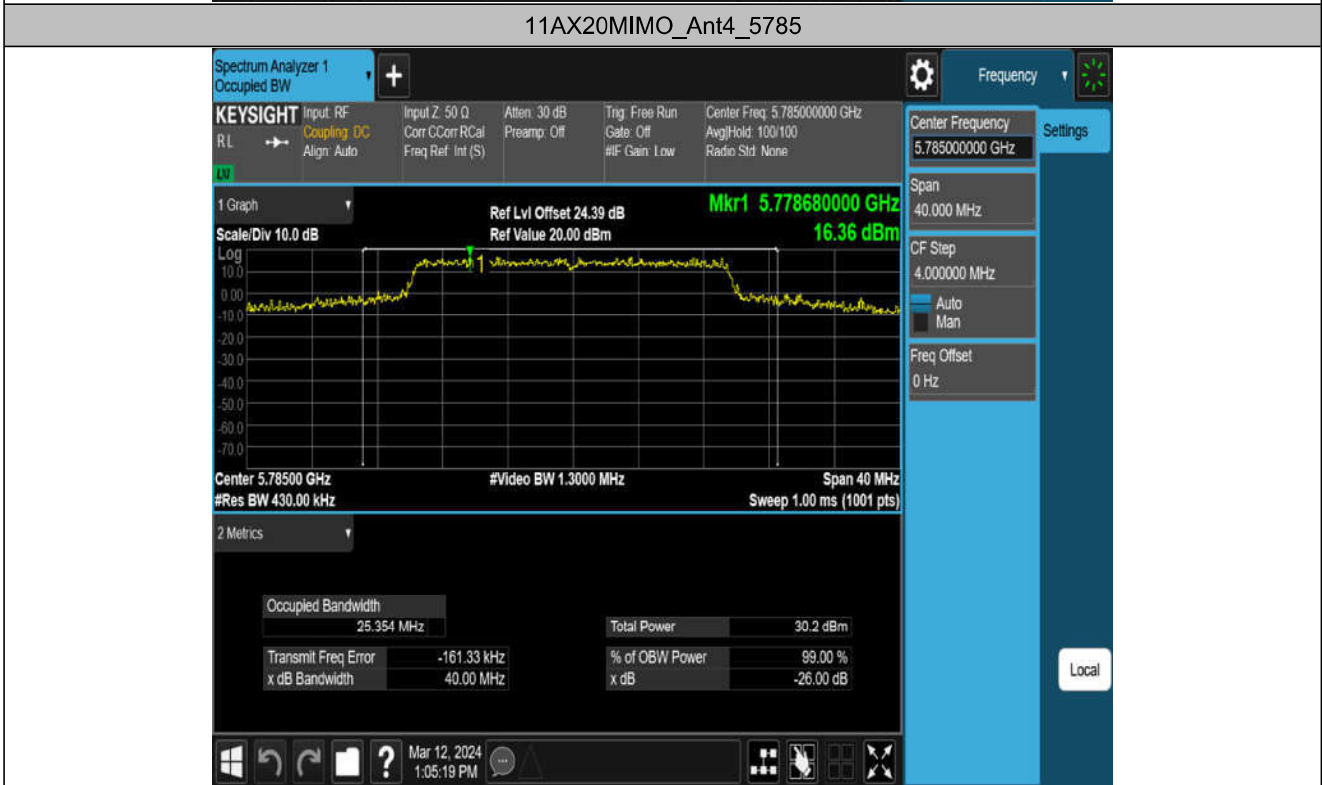 11AX20MIMO_Ant4_5785
Spectrum Analyzer 1
Occupied BW
+
Frequency
KEYSIGHT
RL
Input: RF
Coupling: DC
Align: Auto
Input Z: 50 Ω
Corr CCorr RCal
Freq Ref: Int (S)
Atten: 30 dB
Preamp: Off
Trig: Free Run
Gate: Off
#IF Gain: Low
Center Freq: 5.785000000 GHz
Avg|Hold: 100/100
Radio Std: None
Center Frequency
5.785000000 GHz
Settings
Span
40.000 MHz
CF Step
4.000000 MHz
Auto
Man
Freq Offset
0 Hz
Local
1 Graph
Scale/Div 10.0 dB
Ref Lvl Offset 24.39 dB
Ref Value 20.00 dBm
Mkr1 5.778680000 GHz
16.36 dBm
Log
10.0
0.00
-10.0
-20.0
-30.0
-40.0
-50.0
-60.0
-70.0
1
Center 5.78500 GHz
#Video BW 1.3000 MHz
Span 40 MHz
#Res BW 430.00 kHz
Sweep 1.00 ms (1001 pts)
2 Metrics
Occupied Bandwidth
25.354 MHz
Total Power 30.2 dBm
Transmit Freq Error -161.33 kHz
% of OBW Power 99.00 %
x dB Bandwidth 40.00 MHz
x dB -26.00 dB
?
Mar 12, 2024
1:05:19 PM